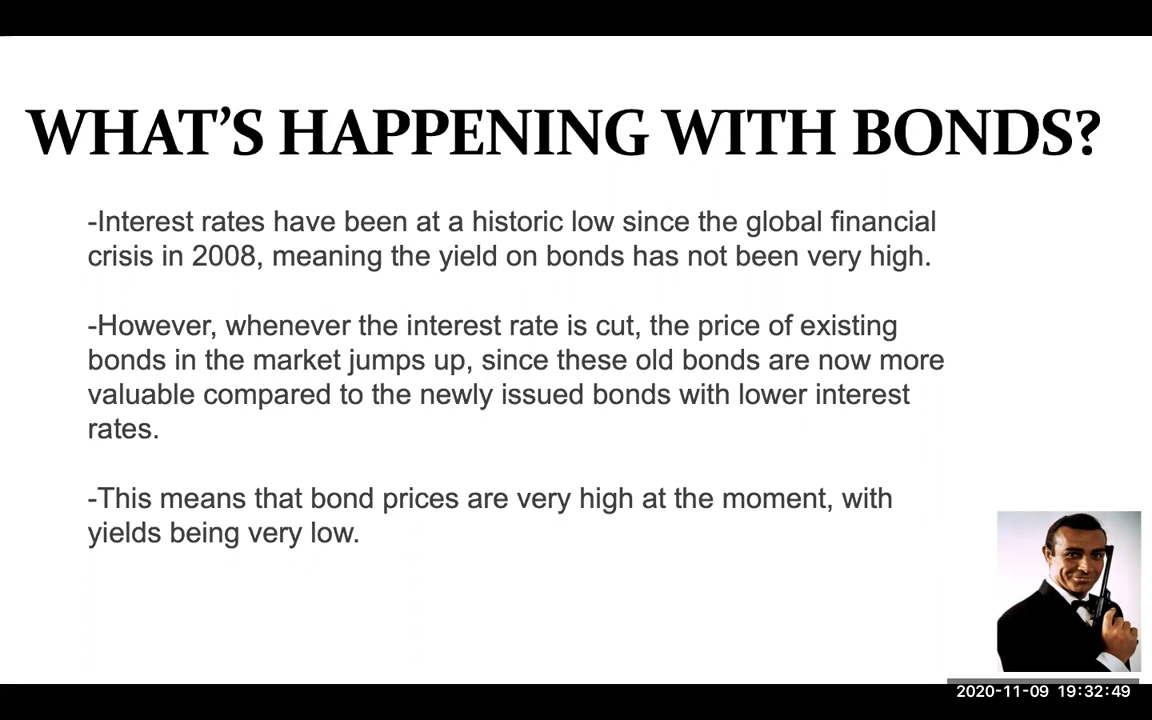 WHAT'S HAPPENING WITH BONDS?
-Interest rates have been at a historic low since the global financial
crisis in 2008, meaning the yield on bonds has not been very high.
-However, whenever the interest rate is cut, the price of existing
bonds in the market jumps up, since these old bonds are now more
valuable compared to the newly issued bonds with lower interest
rates.
-This means that bond prices are very high at the moment, with
yields being very low.
2020-11-09 19:32:49